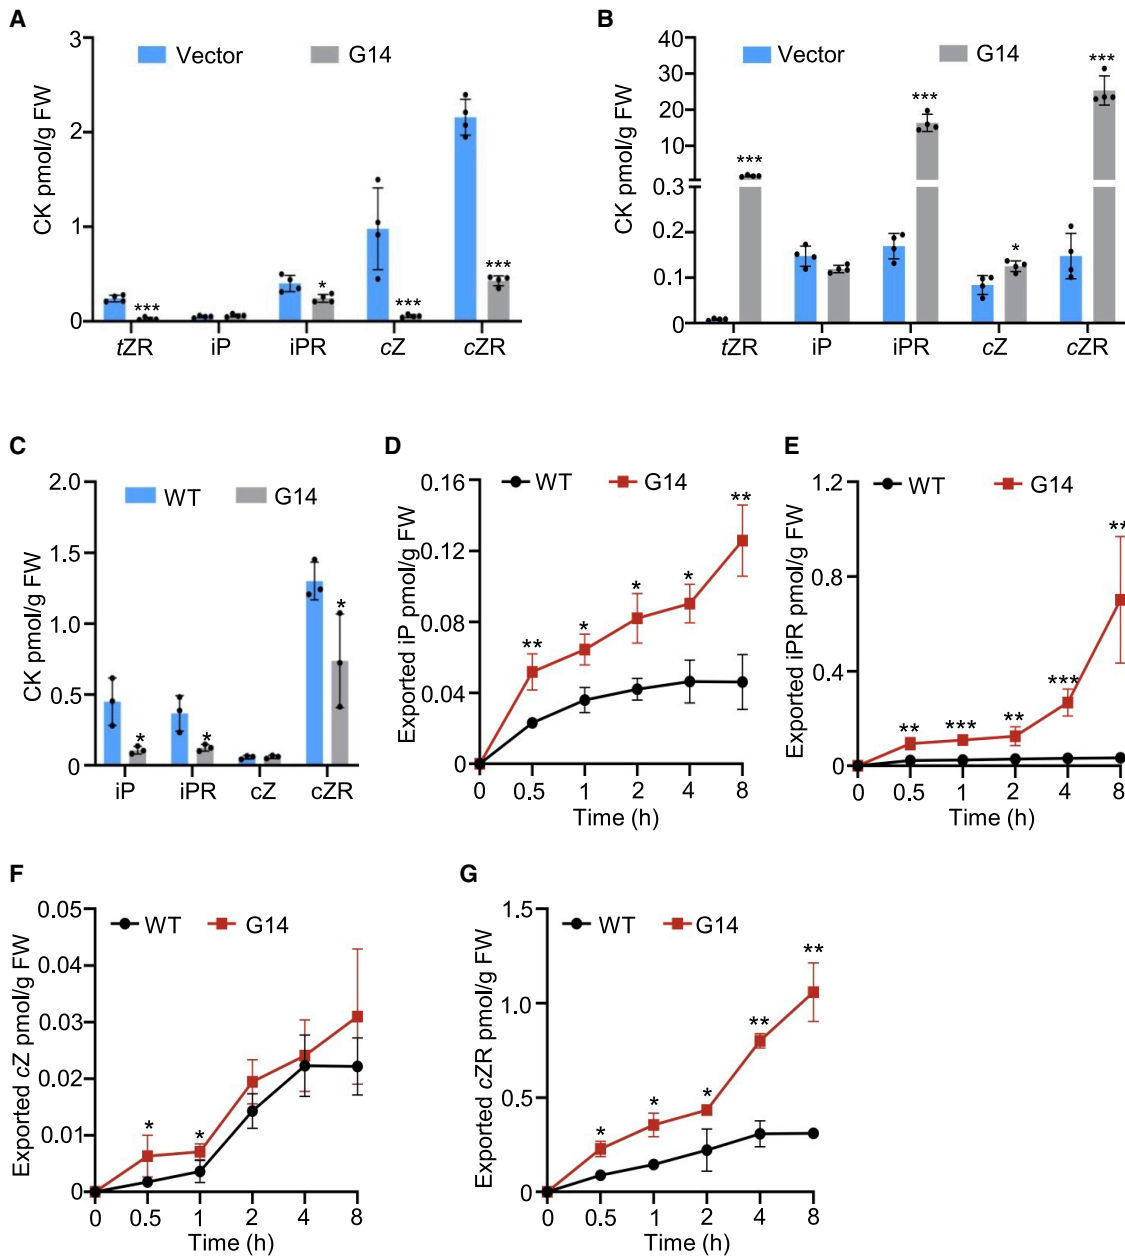 A
CK pmol/g FW
Vector G14
3
2
1
0
***
*
***
***
tZR iP iPR cZ cZR
B
CK pmol/g FW
Vector G14
40
30
20
10
0.3
0.2
0.1
0
***
***
*
***
tZR iP iPR cZ cZR
C
CK pmol/g FW
WT G14
2.0
1.5
1.0
0.5
0
*
*
*
iP iPR cZ cZR
D
Exported iP pmol/g FW
WT G14
0.16
0.12
0.08
0.04
0
**
*
*
*
**
0 0.5 1 2 4 8
Time (h)
E
Exported iPR pmol/g FW
WT G14
1.2
0.8
0.4
0
**
***
**
***
**
0 0.5 1 2 4 8
Time (h)
F
Exported cZ pmol/g FW
WT G14
0.05
0.04
0.03
0.02
0.01
0
*
*
0 0.5 1 2 4 8
Time (h)
G
Exported cZR pmol/g FW
WT G14
1.5
1.0
0.5
0
*
*
*
**
**
0 0.5 1 2 4 8
Time (h)